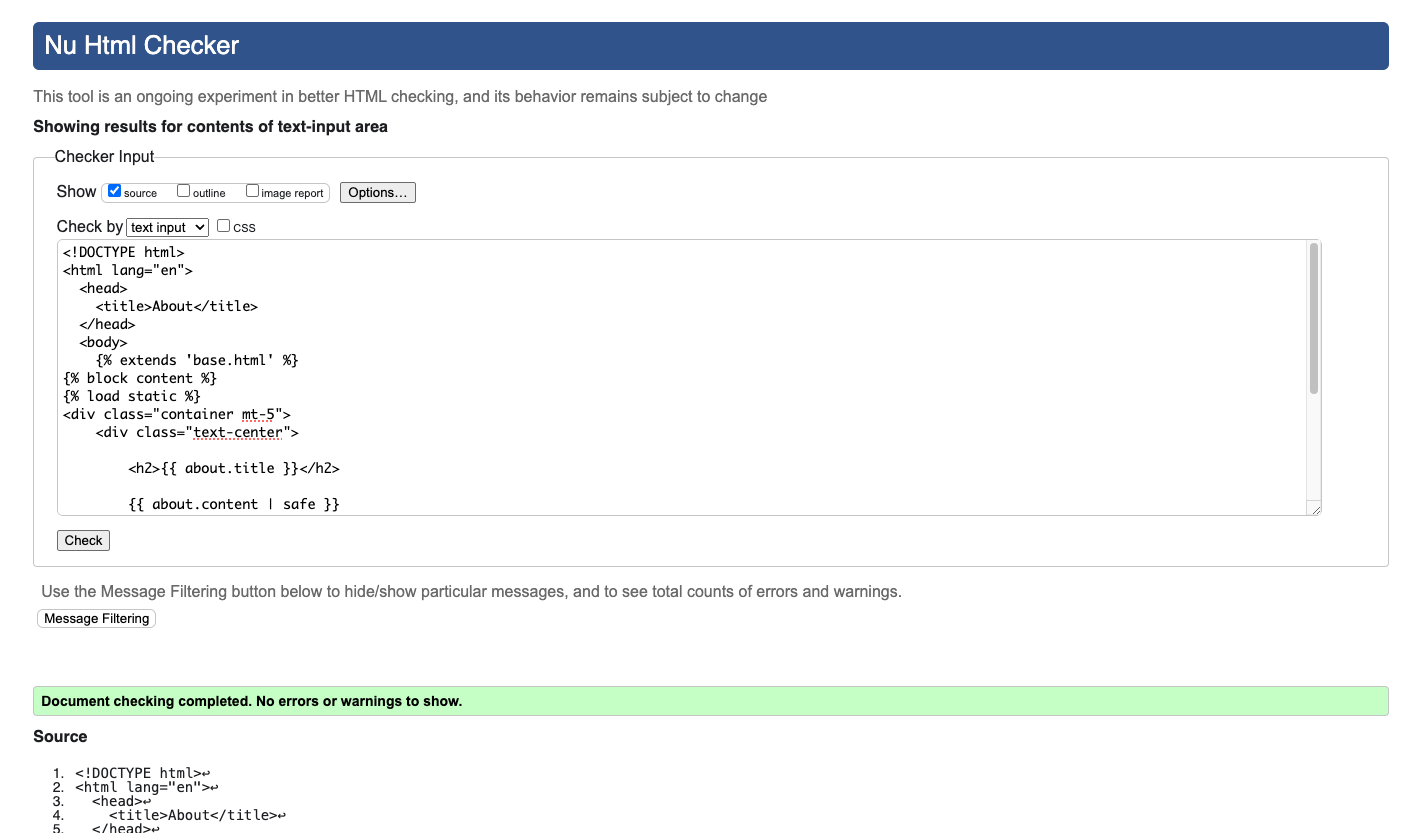 Nu Html Checker
This tool is an ongoing experiment in better HTML checking, and its behavior remains subject to change
Showing results for contents of text-input area
Checker Input
Show source outline image report Options...
Check by text input css
<!DOCTYPE html>
<html lang="en">
  <head>
    <title>About</title>
  </head>
  <body>
    {% extends 'base.html' %}
{% block content %}
{% load static %}
<div class="container mt-5">
    <div class="text-center">
        <h2>{{ about.title }}</h2>
        {{ about.content | safe }}
Check
Use the Message Filtering button below to hide/show particular messages, and to see total counts of errors and warnings.
Message Filtering
Document checking completed. No errors or warnings to show.
Source
1. <!DOCTYPE html>↩
2. <html lang="en">↩
3.   <head>↩
4.     <title>About</title>↩
5.   </head>↩